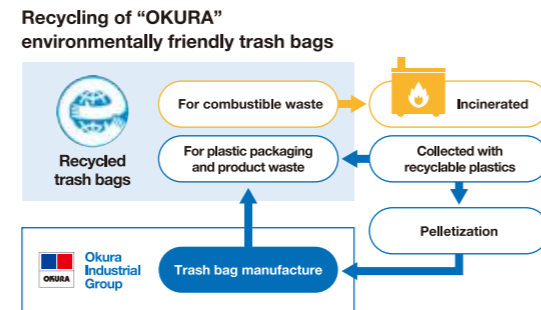 Recycling of “OKURA”
environmentally friendly trash bags
Recycled
trash bags
For combustible waste
Incinerated
For plastic packaging
and product waste
Collected with
recyclable plastics
Pelletization
OKURA
Okura
Industrial
Group
Trash bag manufacture